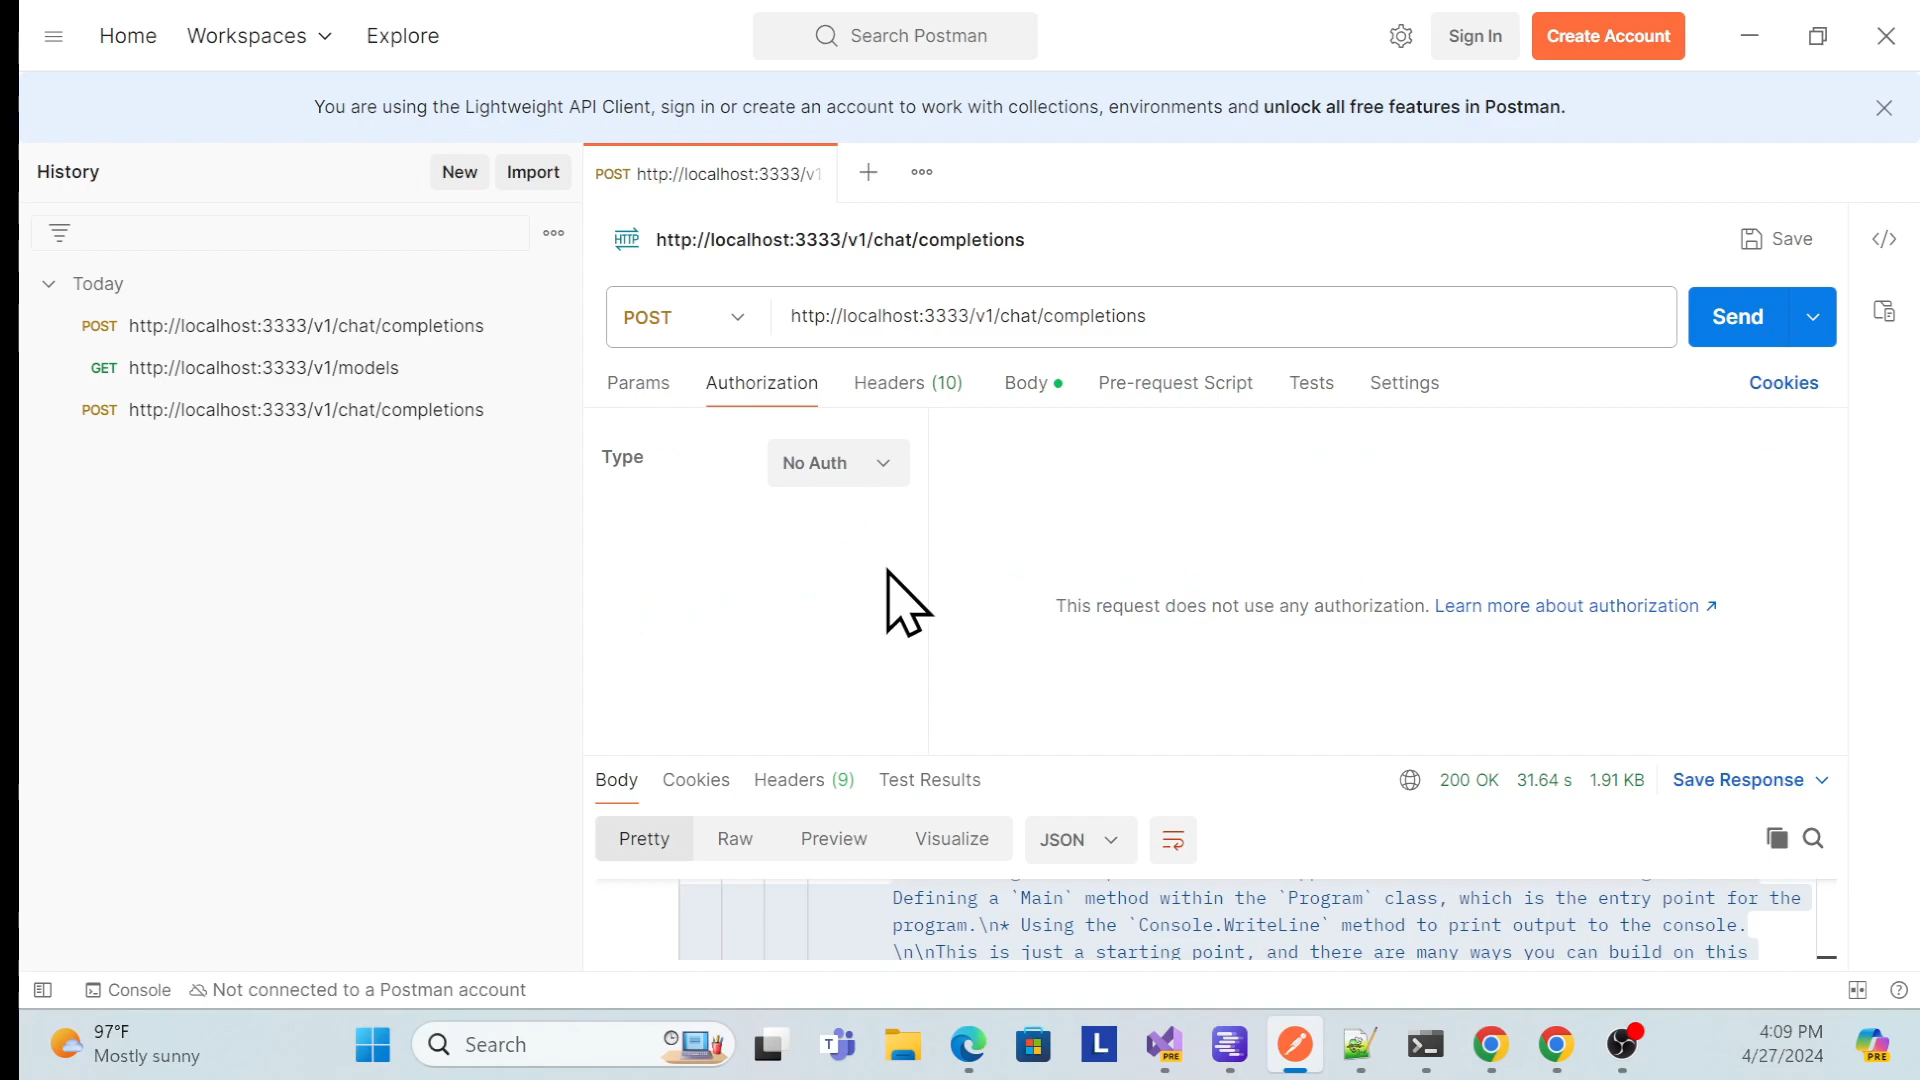 Home Workspaces Explore
Search Postman
Sign In Create Account
You are using the Lightweight API Client, sign in or create an account to work with collections, environments and unlock all free features in Postman.
History New Import
POST http://localhost:3333/v1
HTTP http://localhost:3333/v1/chat/completions
Save
Today
POST http://localhost:3333/v1/chat/completions
GET http://localhost:3333/v1/models
POST http://localhost:3333/v1/chat/completions
POST http://localhost:3333/v1/chat/completions Send
Params Authorization Headers (10) Body Pre-request Script Tests Settings Cookies
Type No Auth
This request does not use any authorization. Learn more about authorization
Body Cookies Headers (9) Test Results 200 OK 31.64 s 1.91 KB Save Response
Pretty Raw Preview Visualize JSON
Defining a `Main` method within the `Program` class, which is the entry point for the
program.\n* Using the `Console.WriteLine` method to print output to the console.
\n\nThis is just a starting point, and there are many ways you can build on this
Console Not connected to a Postman account
97°F
Mostly sunny
Search
T
L
PRE
4:09 PM
4/27/2024
PRE